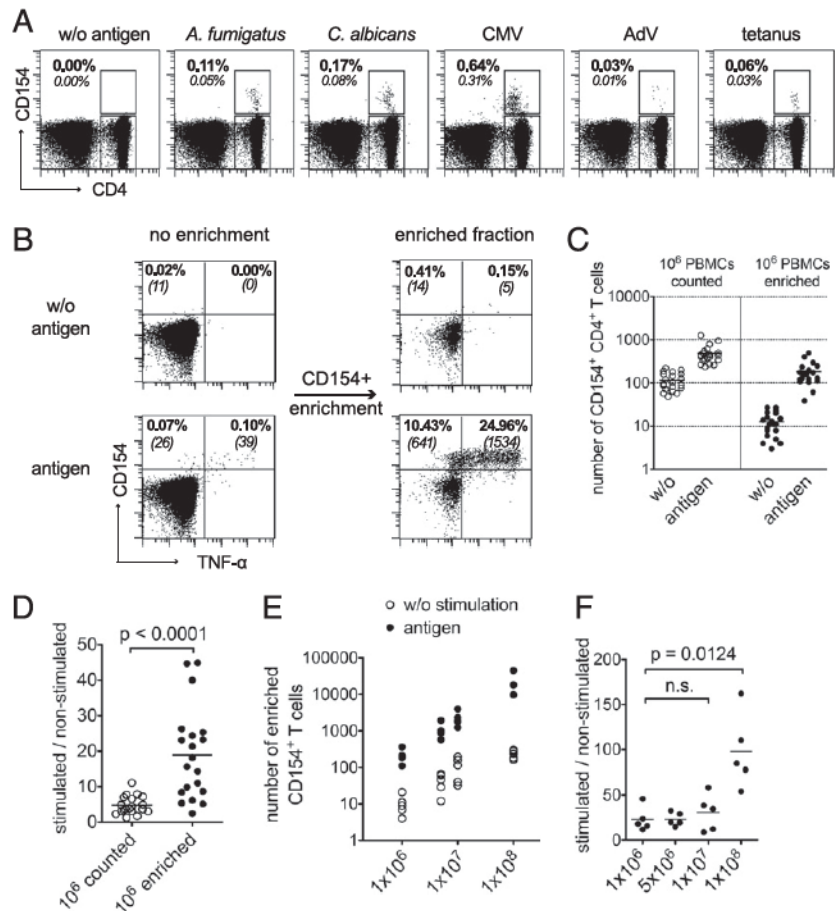 A
w/o antigen
A. fumigatus
C. albicans
CMV
AdV
tetanus
0.00%
0.00%
0.11%
0.05%
0.17%
0.08%
0.64%
0.31%
0.03%
0.01%
0.06%
0.03%
CD154
CD4
B
no enrichment
enriched fraction
w/o
antigen
0.02%
(11)
0.00%
(0)
0.41%
(14)
0.15%
(5)
CD154+
enrichment
antigen
0.07%
(26)
0.10%
(39)
10.43%
(641)
24.96%
(1534)
CD154
TNF-α
C
10⁶ PBMCs
counted
10⁶ PBMCs
enriched
number of CD154⁺ CD4⁺ T cells
10000
1000
100
10
1
w/o
antigen
w/o
antigen
D
p < 0.0001
stimulated / non-stimulated
50
40
30
20
10
0
10⁶ counted
10⁶ enriched
E
○ w/o stimulation
● antigen
number of enriched
CD154⁺ T cells
100000
10000
1000
100
10
1
1x10⁶
1x10⁷
1x10⁸
F
p = 0.0124
n.s.
stimulated / non-stimulated
200
150
100
50
0
1x10⁶
5x10⁶
1x10⁷
1x10⁸